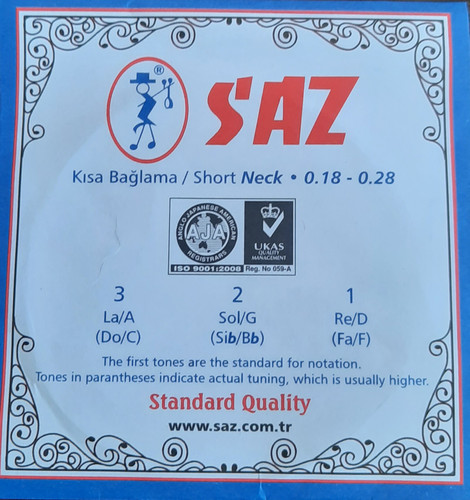 ®
SAZ
Kısa Bağlama / Short Neck • 0.18 - 0.28
ANGLO JAPANESE AMERICAN
AJA
REGISTRARS
ISO 9001:2008
UKAS
QUALITY
MANAGEMENT
Reg. No 059-A
3 2 1
La/A Sol/G Re/D
(Do/C) (Sib/Bb) (Fa/F)
The first tones are the standard for notation.
Tones in parantheses indicate actual tuning, which is usually higher.
Standard Quality
www.saz.com.tr